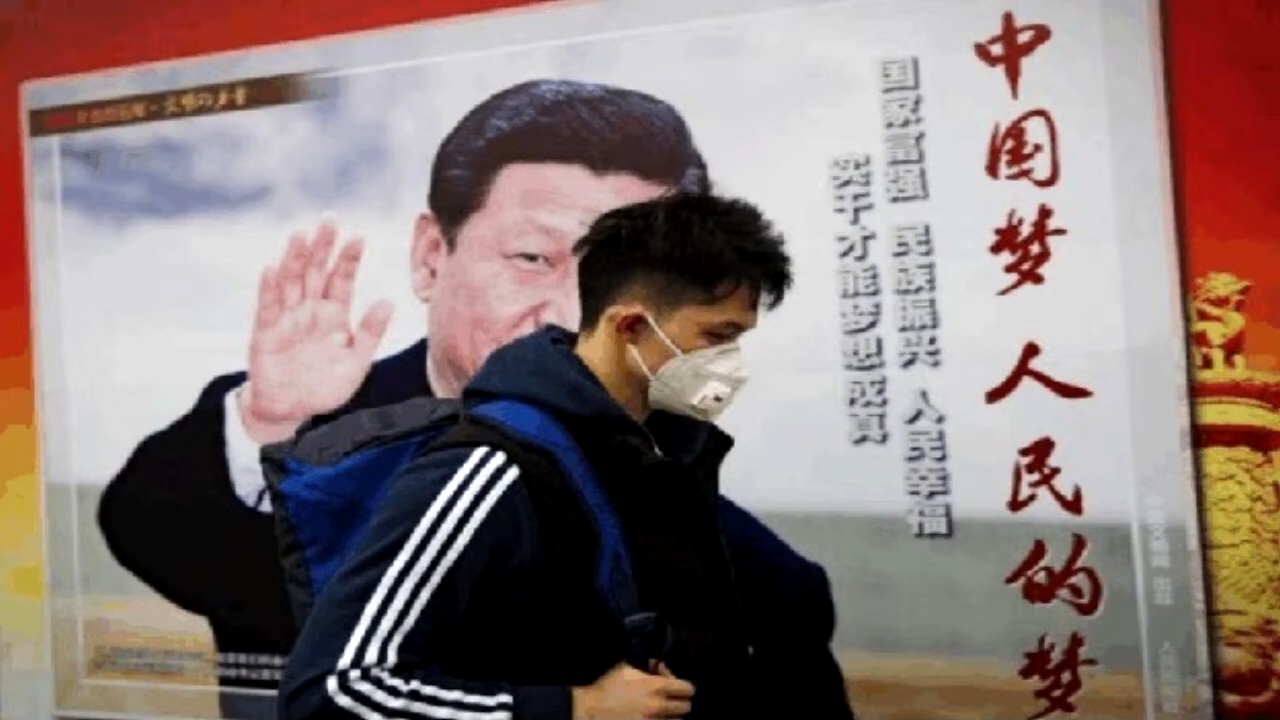 中国梦 人民的梦
国家富强 民族振兴 人民幸福
实干才能梦想成真